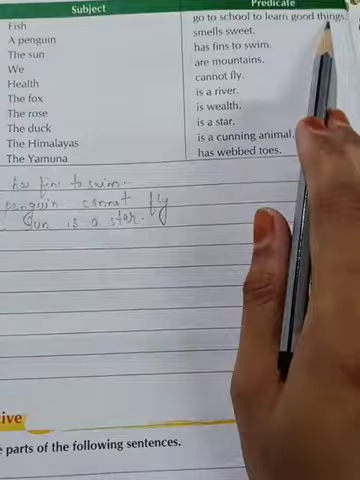 Subject Predicate
Fish go to school to learn good things.
A penguin smells sweet.
The sun has fins to swim.
We are mountains.
Health cannot fly.
The fox is a river.
The rose is wealth.
The duck is a star.
The Himalayas is a cunning animal.
The Yamuna has webbed toes.
has fins to swim.
penguin cannot fly
Sun is a star.
ive
parts of the following sentences.